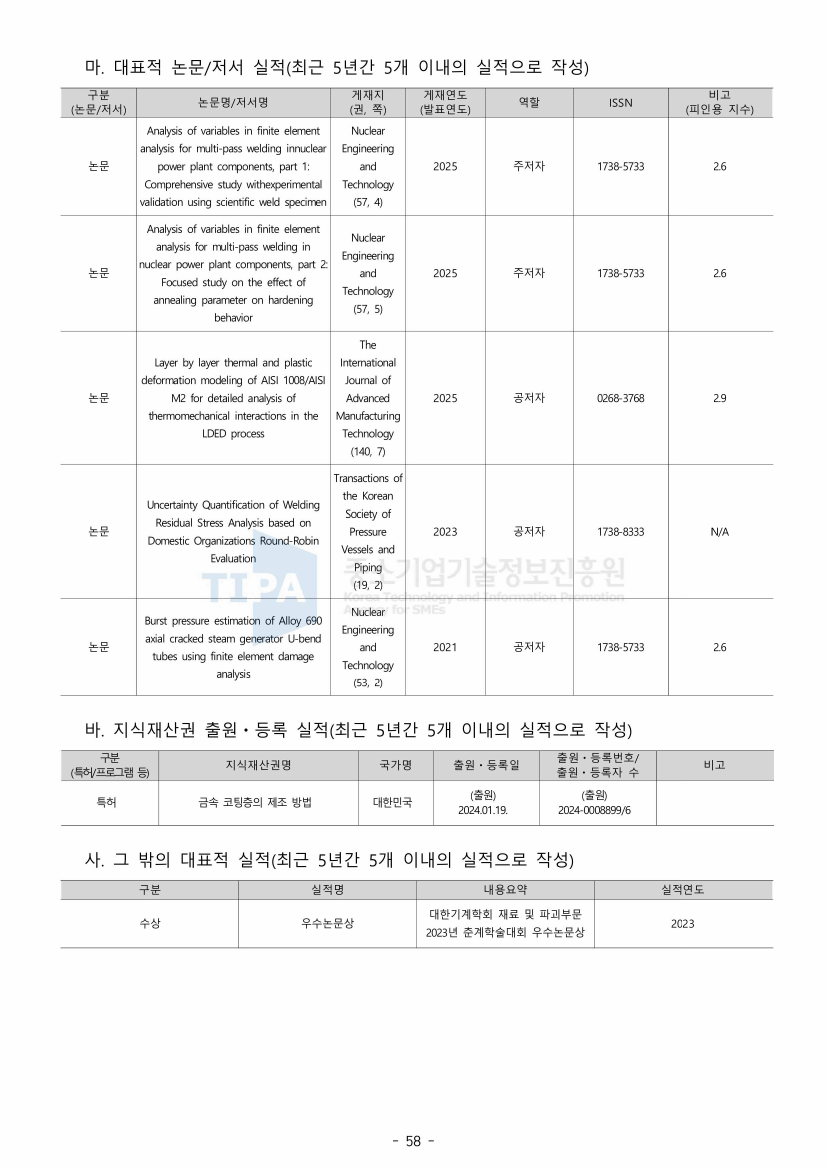 마. 대표적 논문/저서 실적(최근 5년간 5개 이내의 실적으로 작성)
구분
(논문/저서)
논문명/저서명
게재지
(권, 쪽)
게재연도
(발표연도)
역할
ISSN
비고
(피인용 지수)
논문
Analysis of variables in finite element
analysis for multi-pass welding innuclear
power plant components, part 1:
Comprehensive study withexperimental
validation using scientific weld specimen
Nuclear
Engineering
and
Technology
(57, 4)
2025
주저자
1738-5733
2.6
논문
Analysis of variables in finite element
analysis for multi-pass welding in
nuclear power plant components, part 2:
Focused study on the effect of
annealing parameter on hardening
behavior
Nuclear
Engineering
and
Technology
(57, 5)
2025
주저자
1738-5733
2.6
논문
Layer by layer thermal and plastic
deformation modeling of AISI 1008/AISI
M2 for detailed analysis of
thermomechanical interactions in the
LDED process
The
International
Journal of
Advanced
Manufacturing
Technology
(140, 7)
2025
공저자
0268-3768
2.9
논문
Uncertainty Quantification of Welding
Residual Stress Analysis based on
Domestic Organizations Round-Robin
Evaluation
Transactions of
the Korean
Society of
Pressure
Vessels and
Piping
(19, 2)
2023
공저자
1738-8333
N/A
TIPA 중소기업기술정보진흥원
Korea Technology and Information Promotion
Agency for SMEs
논문
Burst pressure estimation of Alloy 690
axial cracked steam generator U-bend
tubes using finite element damage
analysis
Nuclear
Engineering
and
Technology
(53, 2)
2021
공저자
1738-5733
2.6
바. 지식재산권 출원・등록 실적(최근 5년간 5개 이내의 실적으로 작성)
구분
(특허/프로그램 등)
지식재산권명
국가명
출원・등록일
출원・등록번호/
출원・등록자 수
비고
특허
금속 코팅층의 제조 방법
대한민국
(출원)
2024.01.19.
(출원)
2024-0008899/6
사. 그 밖의 대표적 실적(최근 5년간 5개 이내의 실적으로 작성)
구분
실적명
내용요약
실적연도
수상
우수논문상
대한기계학회 재료 및 파괴부문
2023년 춘계학술대회 우수논문상
2023
- 58 -